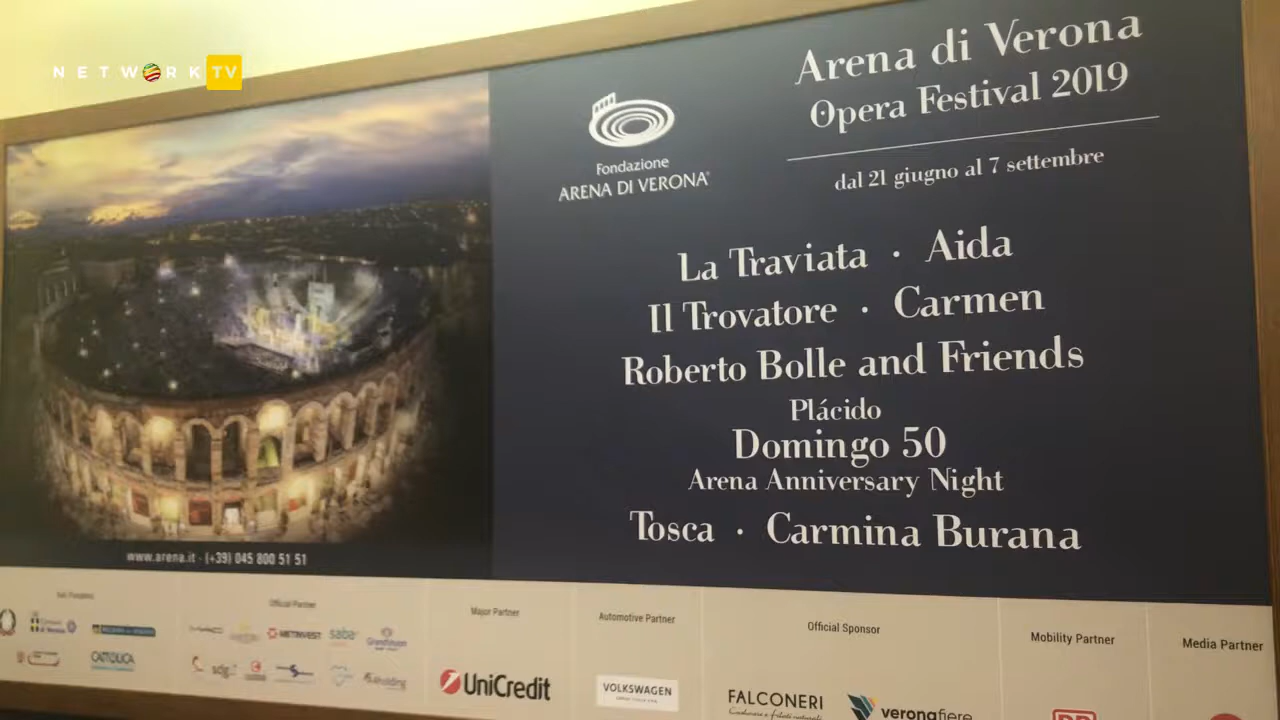 NETWORK TV
Arena di Verona
Opera Festival 2019
Fondazione
ARENA DI VERONA
dal 21 giugno al 7 settembre
La Traviata · Aida
Il Trovatore · Carmen
Roberto Bolle and Friends
Plácido
Domingo 50
Arena Anniversary Night
Tosca · Carmina Burana
www.arena.it - (+39) 045 800 51 51
Official Partner
Major Partner
Automotive Partner
Official Sponsor
Mobility Partner
Media Partner
saba
CATTOLICA
UniCredit
VOLKSWAGEN
FALCONERI
veronafiere